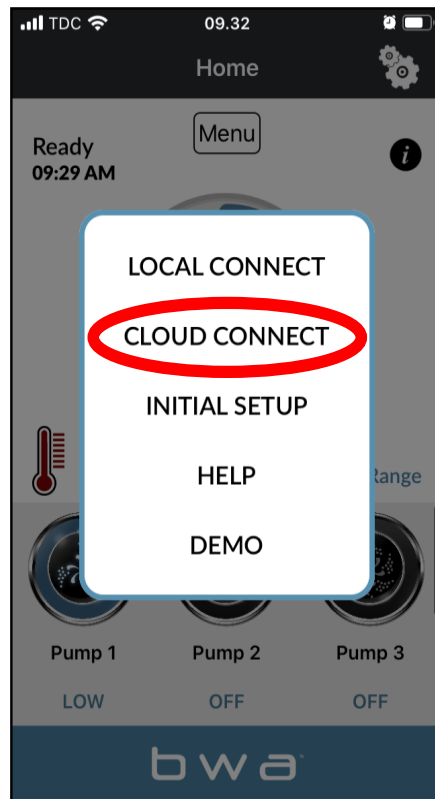 TDC 09.32
Home
Menu
Ready
09:29 AM
i
LOCAL CONNECT
CLOUD CONNECT
INITIAL SETUP
HELP
Range
DEMO
Pump 1 Pump 2 Pump 3
LOW OFF OFF
bwa